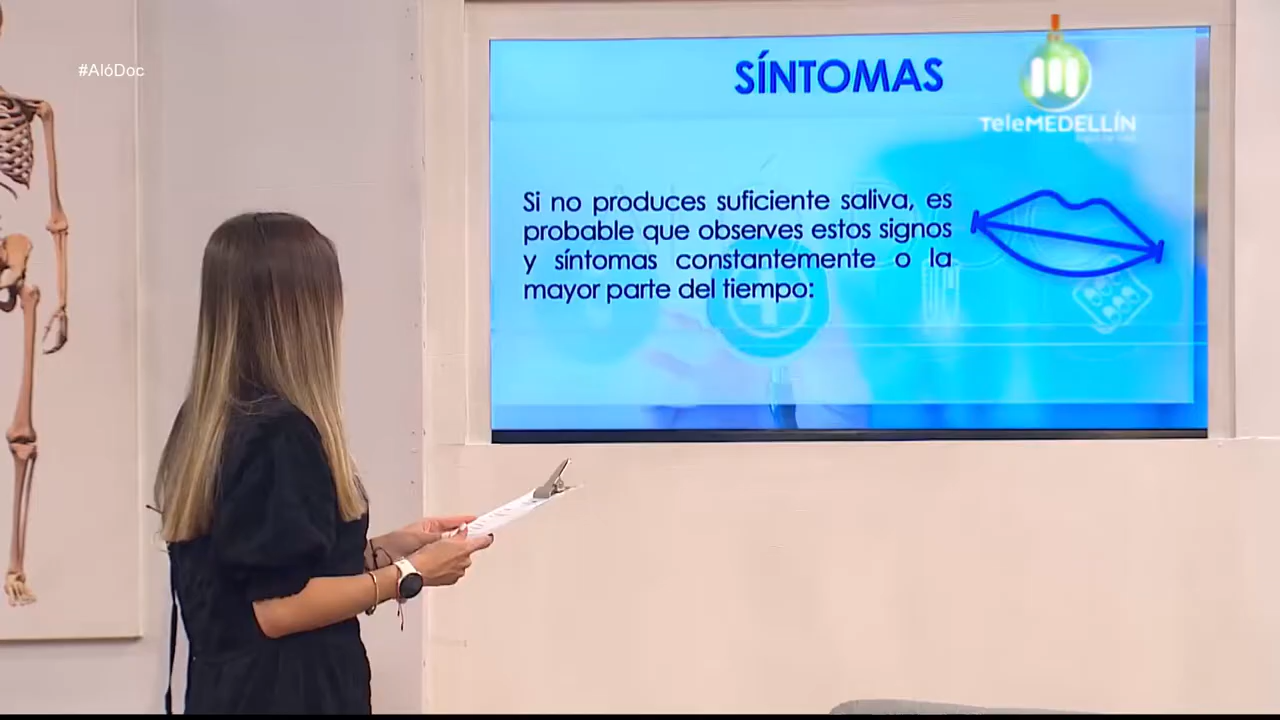 #AlóDoc
SÍNTOMAS
TeleMEDELLÍN
Si no produces suficiente saliva, es
probable que observes estos signos
y síntomas constantemente o la
mayor parte del tiempo: